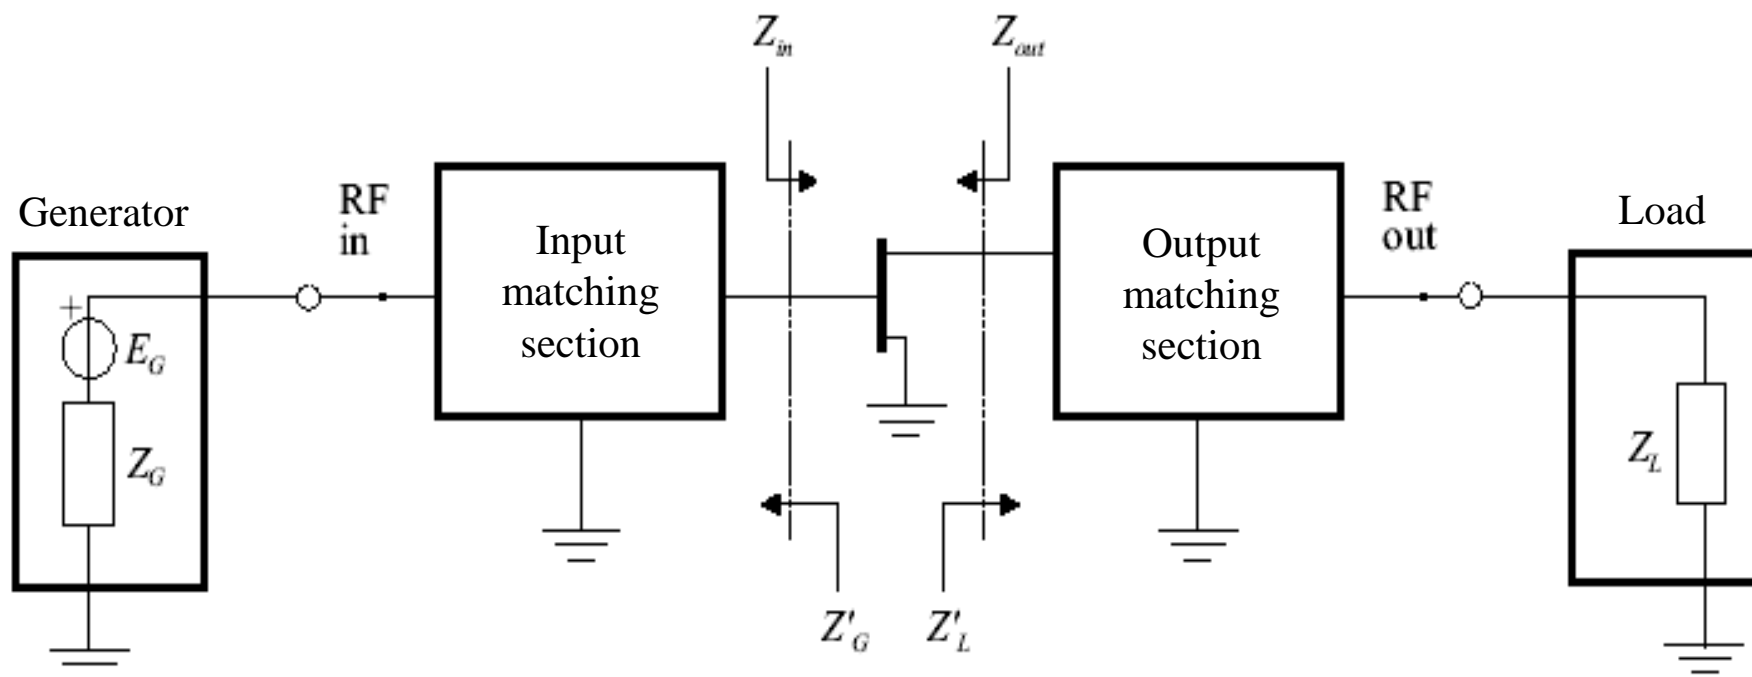 Z_in
Z_out
Generator
RF
in
Input
matching
section
Output
matching
section
RF
out
Load
+
E_G
Z_G
Z_L
Z'_G
Z'_L